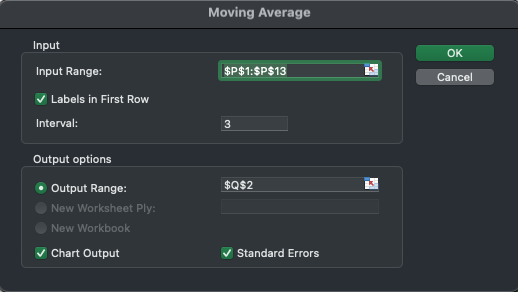 Moving Average
Input
Input Range: $P$1:$P$13
Labels in First Row
Interval: 3
OK
Cancel
Output options
Output Range: $Q$2
New Worksheet Ply:
New Workbook
Chart Output Standard Errors